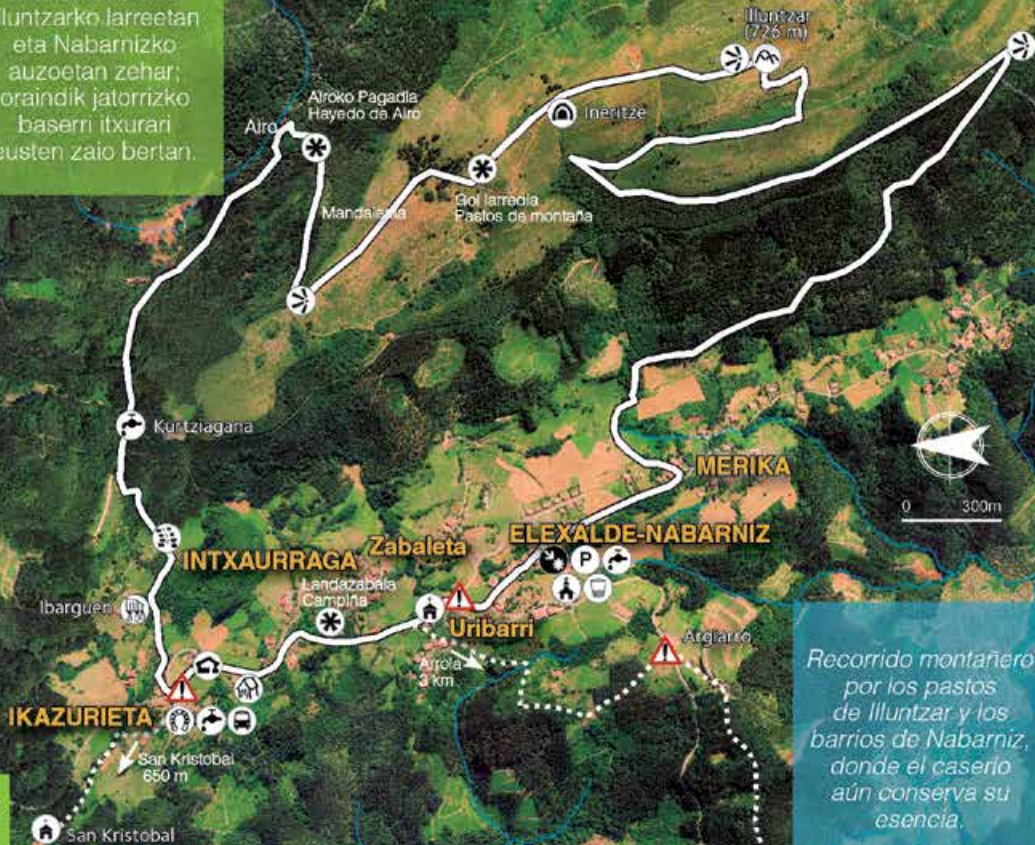 Illuntzarko larreetan
eta Nabarnizko
auzoetan zehar;
oraindik jatorrizko
baserri itxurari
eusten zaio bertan.
Illuntzar
(726 m)
Airoko Pagadia
Hayedo de Airo
Airo
Ineritze
Goi larredia
Pastos de montaña
Kurtziagana
MERIKA
0 300m
ELEXALDE-NABARNIZ
P
INTXAURRAGA
Zabaleta
Landazabala
Campiña
Ibarguen
Uribarri
Argiarro
Arrola
3 km
IKAZURIETA
San Kristobal
650 m
San Kristobal
Recorrido montañero
por los pastos
de Illuntzar y los
barrios de Nabarniz,
donde el caserío
aún conserva su
esencia.